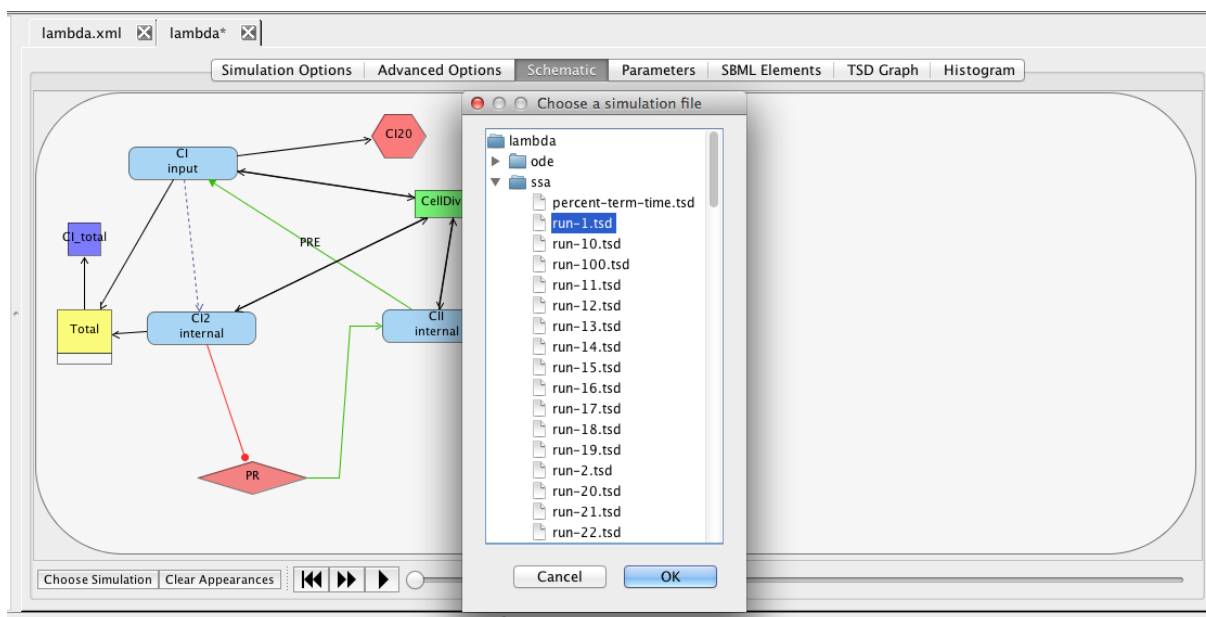 lambda.xml lambda*
Simulation Options Advanced Options Schematic Parameters SBML Elements TSD Graph Histogram
Choose a simulation file
CI20
CI
input
CellDiv
CI_total
PRE
Total
CI2
internal
CII
internal
PR
lambda
ode
ssa
percent-term-time.tsd
run-1.tsd
run-10.tsd
run-100.tsd
run-11.tsd
run-12.tsd
run-13.tsd
run-14.tsd
run-15.tsd
run-16.tsd
run-17.tsd
run-18.tsd
run-19.tsd
run-2.tsd
run-20.tsd
run-21.tsd
run-22.tsd
Cancel OK
Choose Simulation Clear Appearances